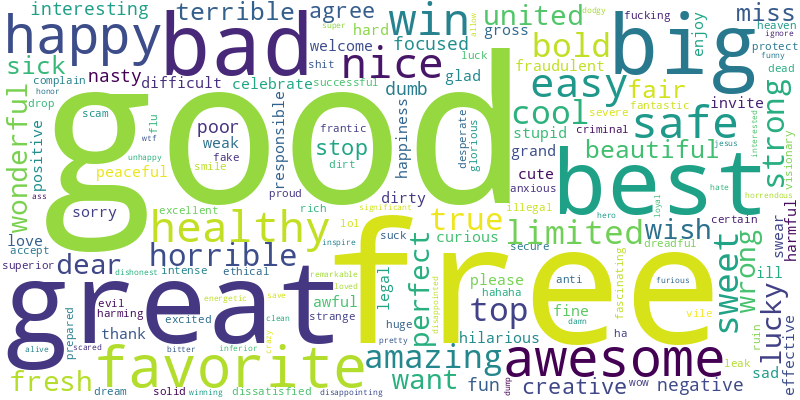 interesting
terrible
agree
win
united
big
miss
fucking
dodgy
super
allow
heaven
ignore
protect
funny
happy
bad
nice
welcome
hard
focused
gross
luck
bold
enjoy
sick
complain
honor
drop
nasty
difficult
celebrate
shit
successful
dumb
glad
fraudulent
easy
fair
invite
dead
good
wonderful
positive
scam
wtf
flu
poor
weak
fake
responsible
frantic
stop
dirt
happiness
desperate
glorious
cool
stupid
severe
fantastic
criminal
safe
jesus
strong
interested
visionary
unhappy
peaceful
smile
proud
dirty
cute
anxious
grand
beautiful
best
hate
horrendous
ass
sorry
excellent
rich
significant
illegal
hero
loyal
certain
swear
harmful
love
accept
superior
healthy
lol
inspire
suck
true
curious
limited
secure
wish
dreadful
sweet
wrong
ill
dear
horrible
dishonest
intense
ethical
remarkable
loved
legal
perfect
please
anti
furious
fascinating
great
free
evil
harming
energetic
save
awful
disappointed
hahaha
top
fine
damn
vile
ruin
lucky
effective
prepared
thank
excited
crazy
clean
strange
huge
pretty
hilarious
ha
alive
scared
bitter
inferior
favorite
amazing
awesome
leak
sad
fresh
dream
solid
winning
dissatisfied
disappointing
want
fun
dump
creative
wow
negative